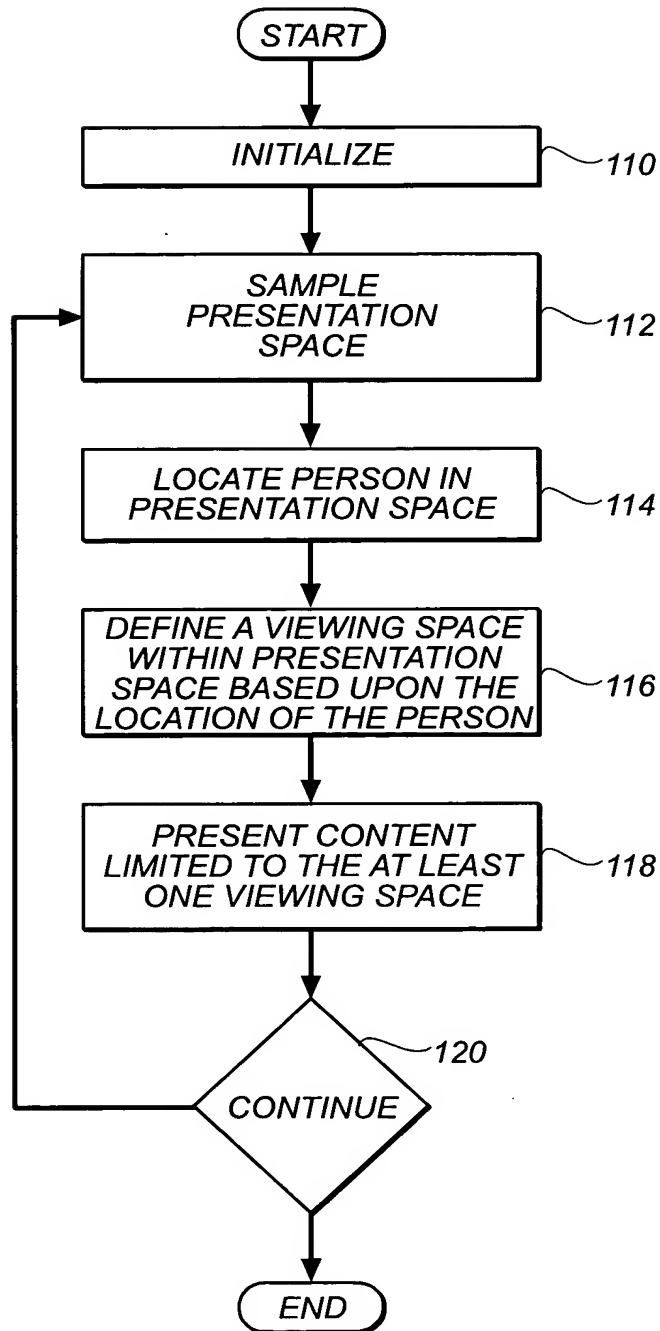 START
INITIALIZE
110
SAMPLE
PRESENTATION
SPACE
112
LOCATE PERSON IN
PRESENTATION SPACE
114
DEFINE A VIEWING SPACE
WITHIN PRESENTATION
SPACE BASED UPON THE
LOCATION OF THE PERSON
116
PRESENT CONTENT
LIMITED TO THE AT LEAST
ONE VIEWING SPACE
118
120
CONTINUE
END